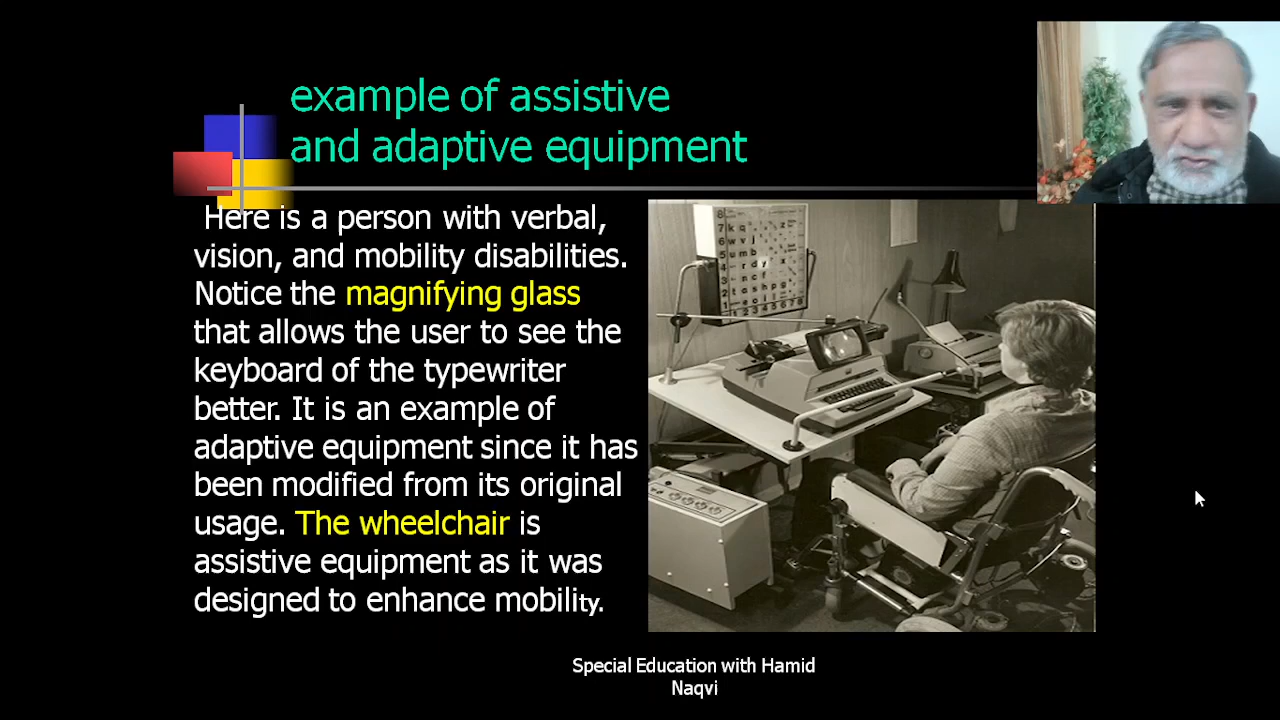 example of assistive
and adaptive equipment
Here is a person with verbal,
vision, and mobility disabilities.
Notice the magnifying glass
that allows the user to see the
keyboard of the typewriter
better. It is an example of
adaptive equipment since it has
been modified from its original
usage. The wheelchair is
assistive equipment as it was
designed to enhance mobility.
Special Education with Hamid
Naqvi